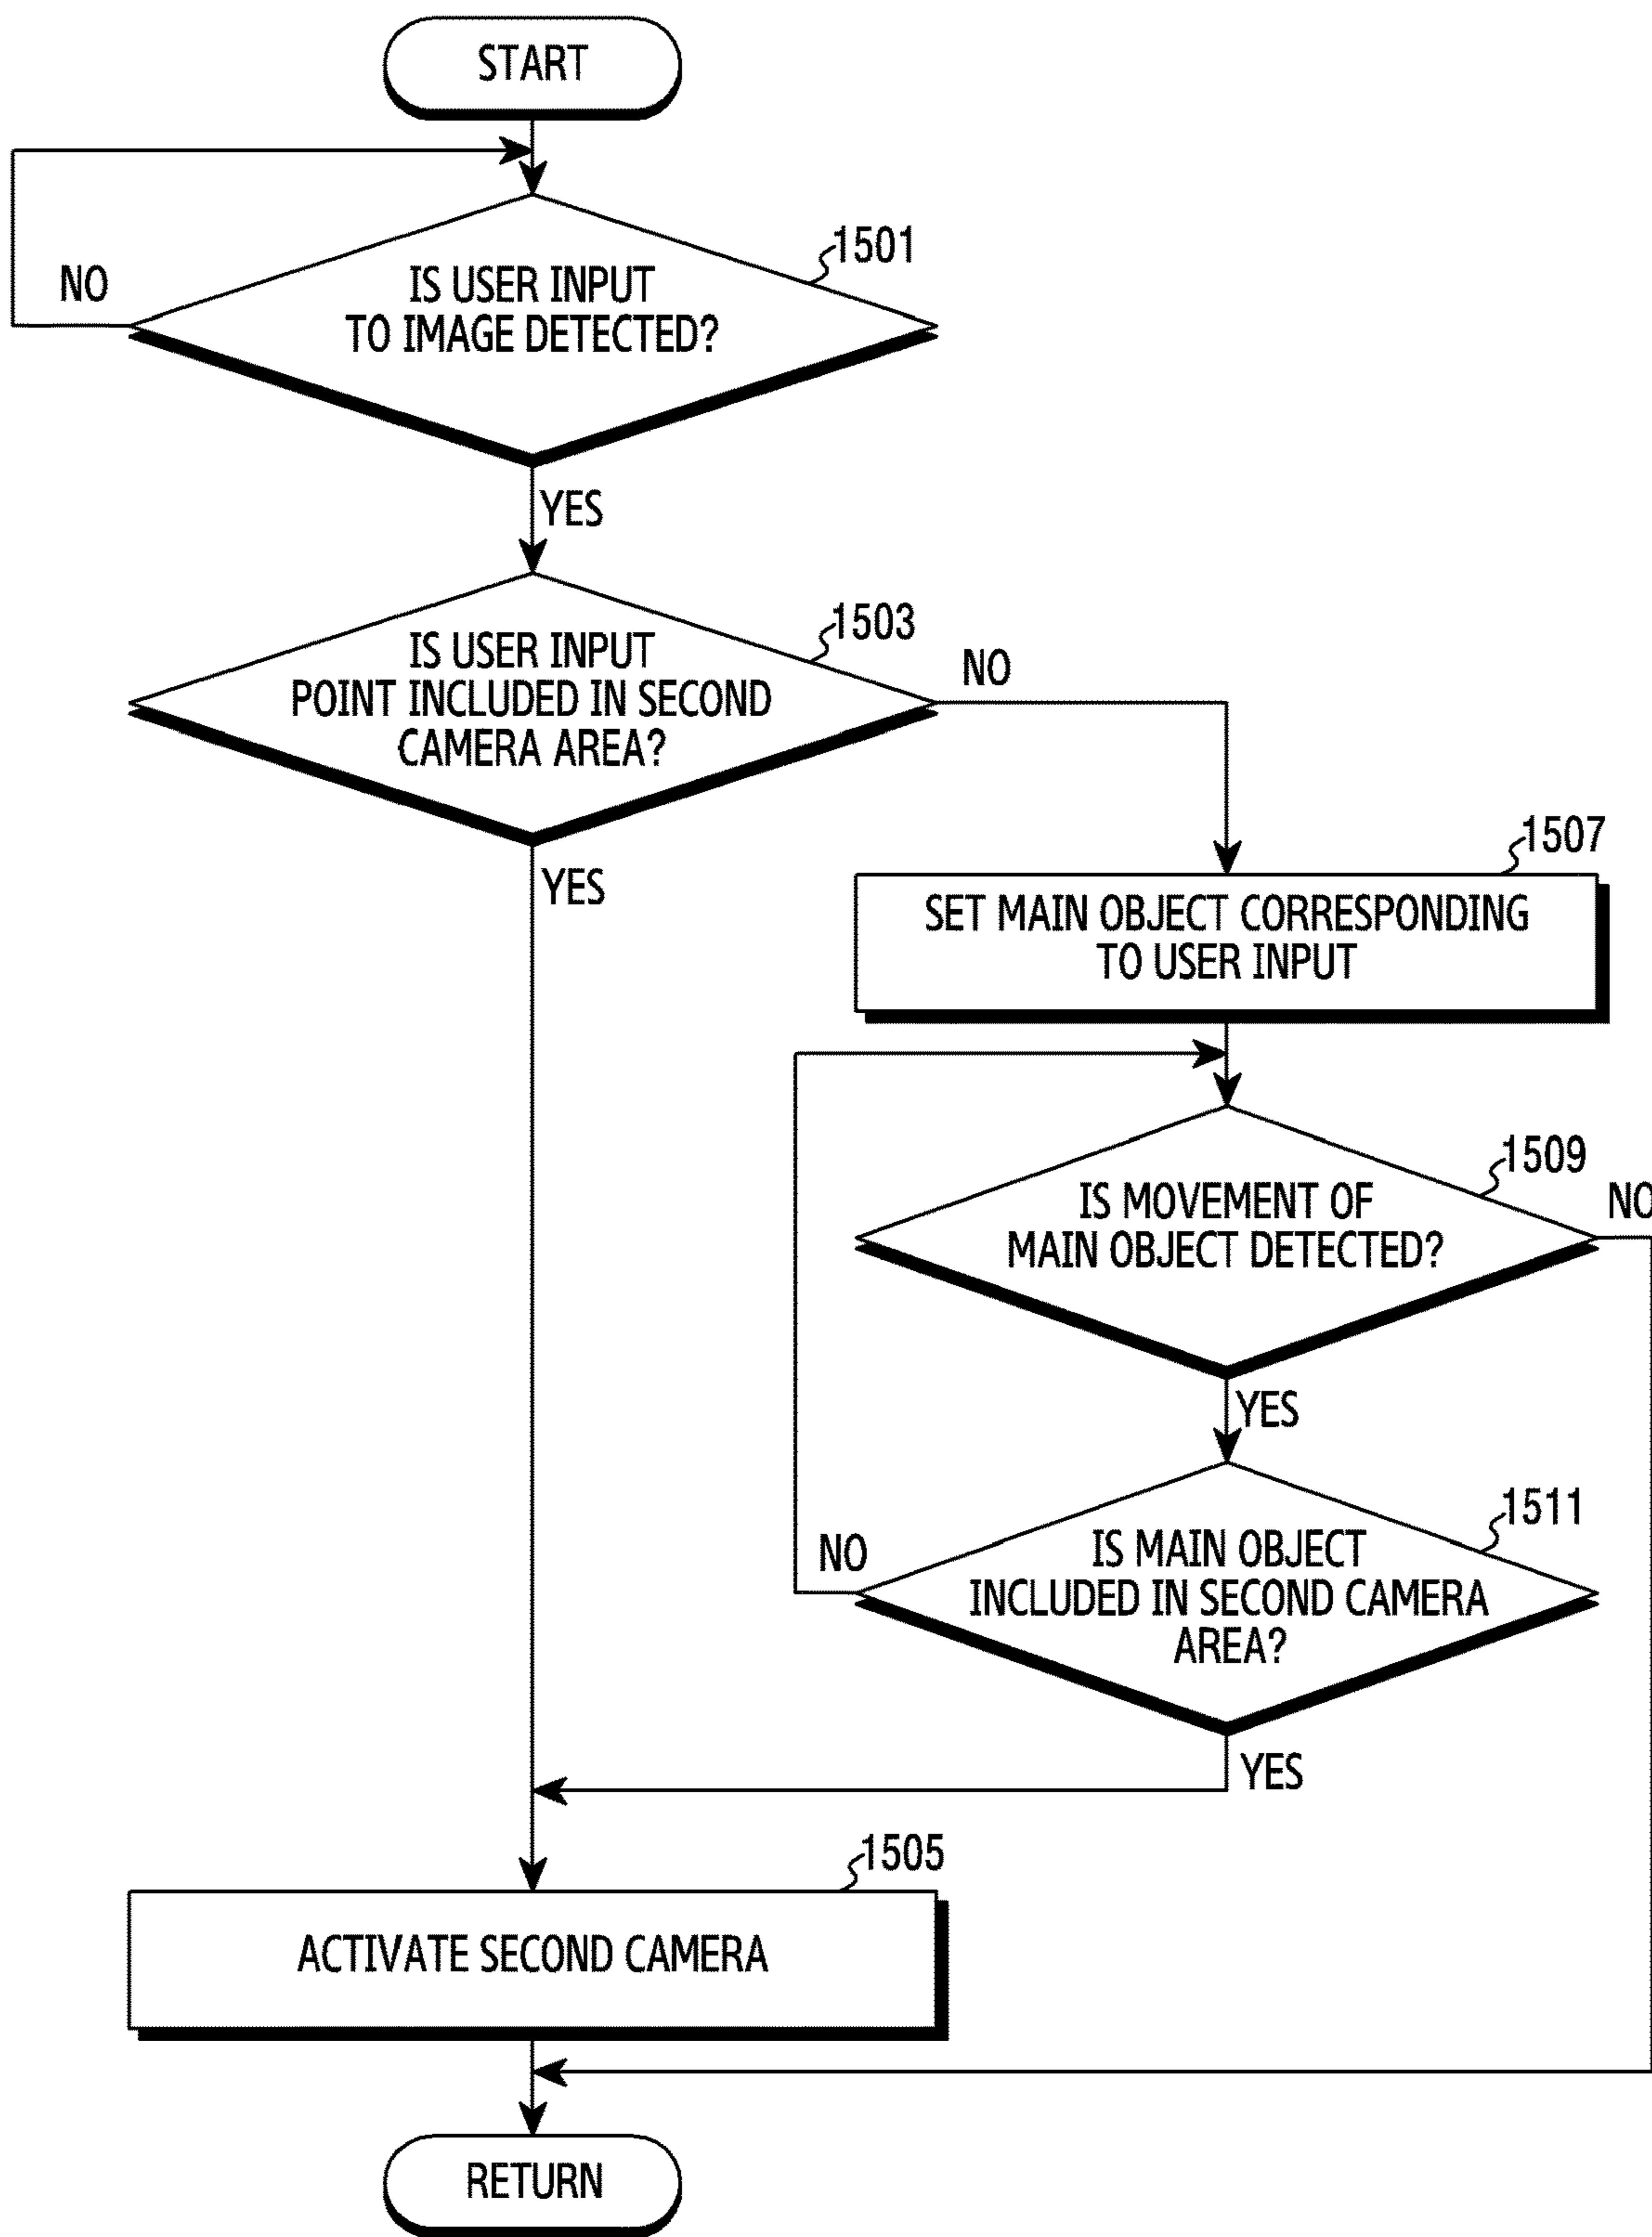 START
1501
NO
IS USER INPUT
TO IMAGE DETECTED?
YES
1503
IS USER INPUT
POINT INCLUDED IN SECOND
CAMERA AREA?
NO
YES
1507
SET MAIN OBJECT CORRESPONDING
TO USER INPUT
1509
IS MOVEMENT OF
MAIN OBJECT DETECTED?
NO
YES
1511
IS MAIN OBJECT
INCLUDED IN SECOND CAMERA
AREA?
NO
YES
1505
ACTIVATE SECOND CAMERA
RETURN